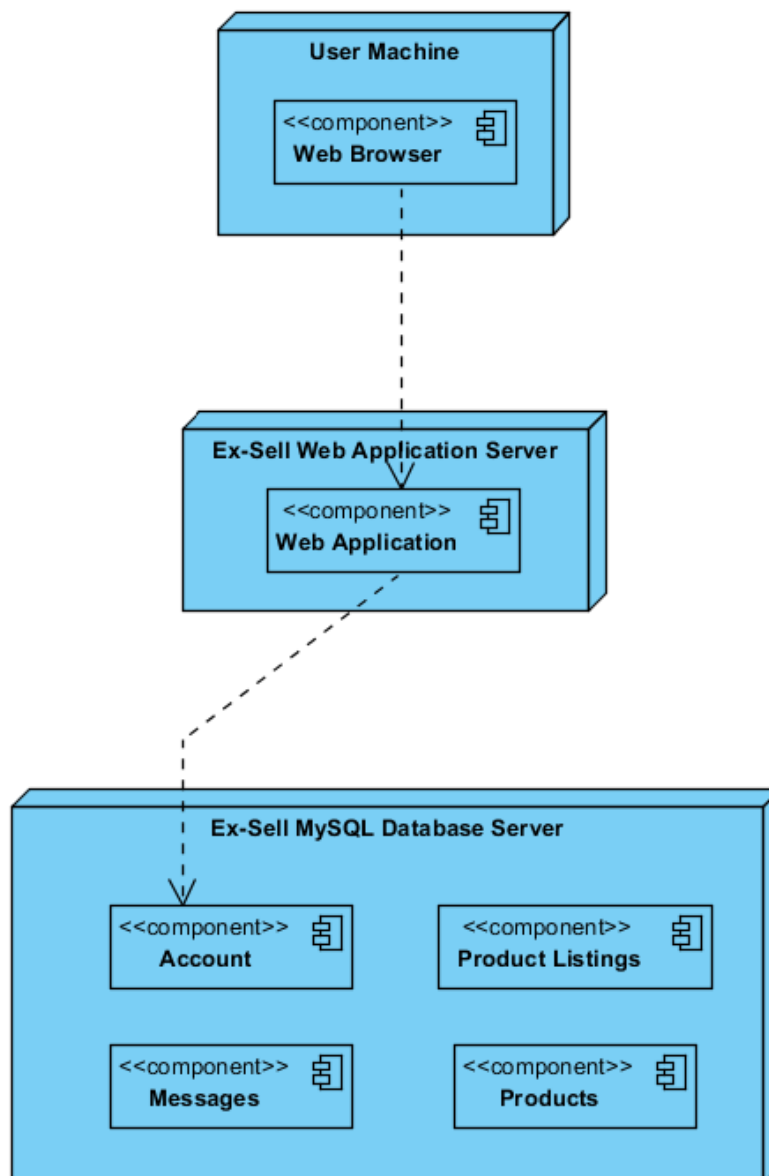 User Machine
<<component>>
Web Browser
Ex-Sell Web Application Server
<<component>>
Web Application
Ex-Sell MySQL Database Server
<<component>>
Account
<<component>>
Product Listings
<<component>>
Messages
<<component>>
Products